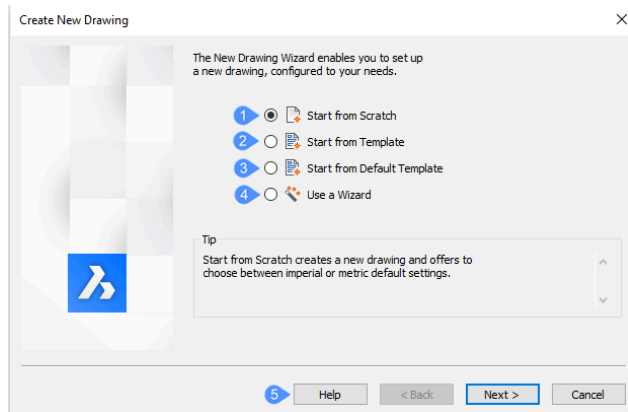 Create New Drawing
The New Drawing Wizard enables you to set up
a new drawing, configured to your needs.
1 Start from Scratch
2 Start from Template
3 Start from Default Template
4 Use a Wizard
Tip
Start from Scratch creates a new drawing and offers to
choose between imperial or metric default settings.
5 Help < Back Next > Cancel